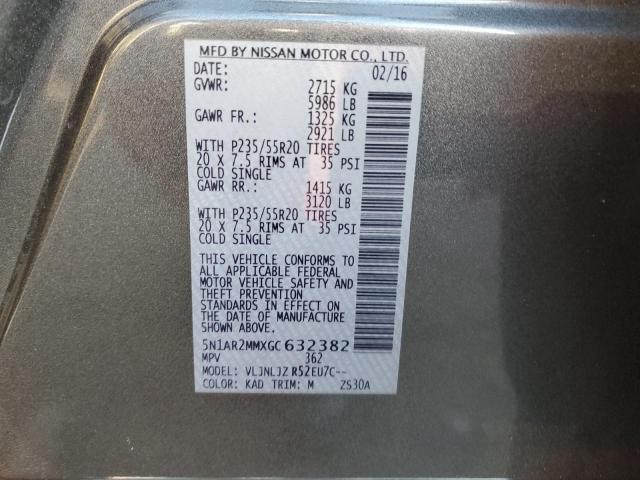 MFD BY NISSAN MOTOR CO., LTD.
DATE: 02/16
GVWR: 2715 KG
5986 LB
GAWR FR.: 1325 KG
2921 LB
WITH P235/55R20 TIRES
20 X 7.5 RIMS AT 35 PSI
COLD SINGLE
GAWR RR.: 1415 KG
3120 LB
WITH P235/55R20 TIRES
20 X 7.5 RIMS AT 35 PSI
COLD SINGLE
THIS VEHICLE CONFORMS TO
ALL APPLICABLE FEDERAL
MOTOR VEHICLE SAFETY AND
THEFT PREVENTION
STANDARDS IN EFFECT ON
THE DATE OF MANUFACTURE
SHOWN ABOVE.
5N1AR2MMXGC632382
MPV 362
MODEL: VLJNLJZ R52EU7C--
COLOR: KAD TRIM: M ZS30A